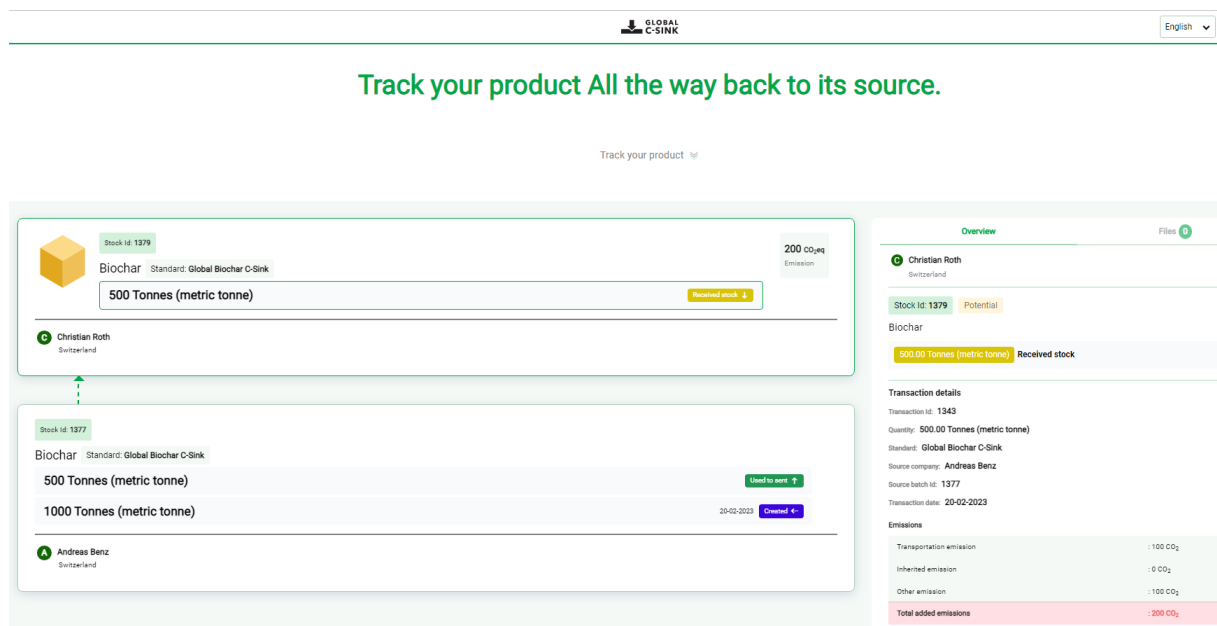 GLOBAL
C-SINK
English
Track your product All the way back to its source.
Track your product
Stock Id: 1379
200 CO₂eq
Emission
Biochar Standard: Global Biochar C-Sink
500 Tonnes (metric tonne) Received stock ↓
C Christian Roth
Switzerland
Stock Id: 1377
Biochar Standard: Global Biochar C-Sink
500 Tonnes (metric tonne) Used to sent ↑
1000 Tonnes (metric tonne) 20-02-2023 Created ←
A Andreas Benz
Switzerland
Overview Files 0
C Christian Roth
Switzerland
Stock Id: 1379 Potential
Biochar
500.00 Tonnes (metric tonne) Received stock
Transaction details
Transaction Id: 1343
Quantity: 500.00 Tonnes (metric tonne)
Standard: Global Biochar C-Sink
Source company: Andreas Benz
Source batch Id: 1377
Transaction date: 20-02-2023
Emissions
Transportation emission : 100 CO₂
Inherited emission : 0 CO₂
Other emission : 100 CO₂
Total added emissions : 200 CO₂